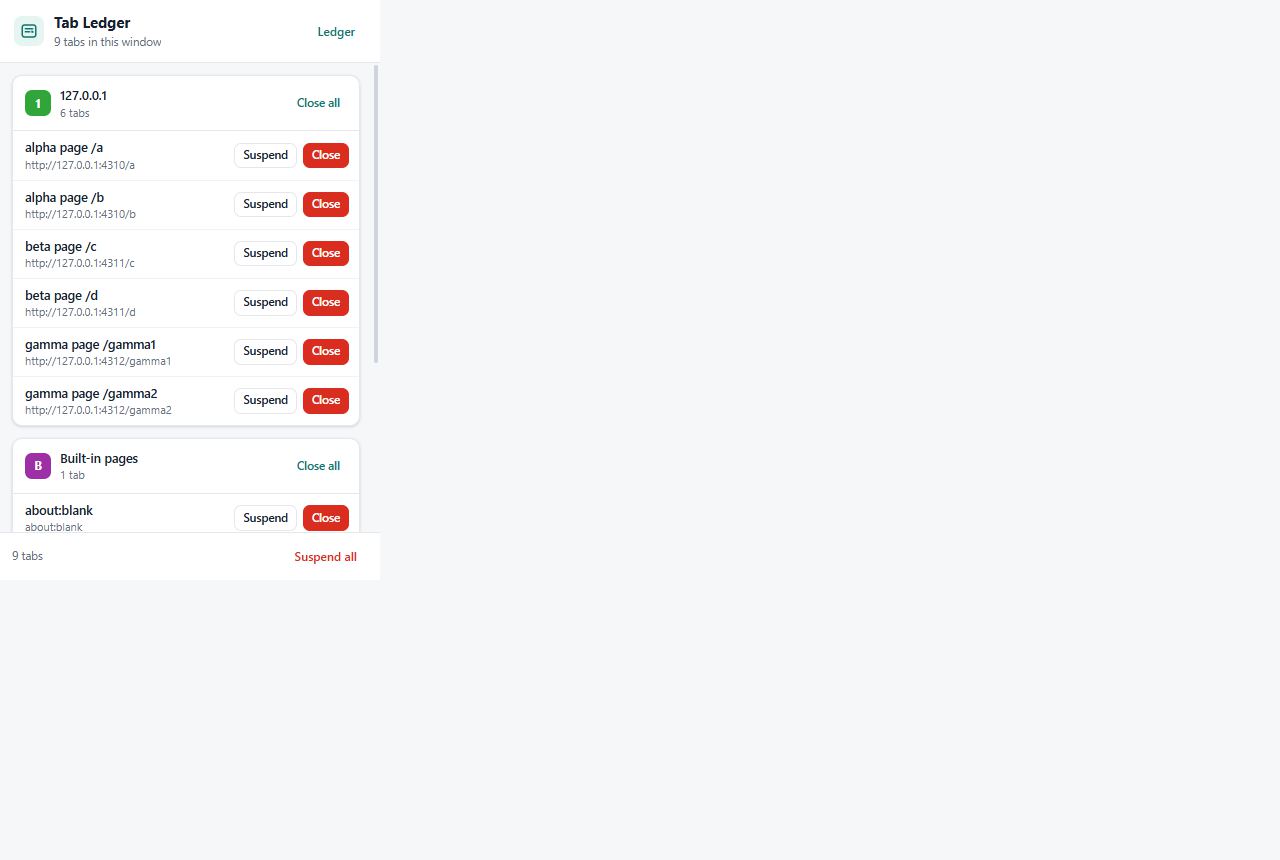 Tab Ledger
9 tabs in this window
Ledger
1
127.0.0.1
6 tabs
Close all
alpha page /a
http://127.0.0.1:4310/a
Suspend
Close
alpha page /b
http://127.0.0.1:4310/b
Suspend
Close
beta page /c
http://127.0.0.1:4311/c
Suspend
Close
beta page /d
http://127.0.0.1:4311/d
Suspend
Close
gamma page /gamma1
http://127.0.0.1:4312/gamma1
Suspend
Close
gamma page /gamma2
http://127.0.0.1:4312/gamma2
Suspend
Close
B
Built-in pages
1 tab
Close all
about:blank
about:blank
Suspend
Close
9 tabs
Suspend all